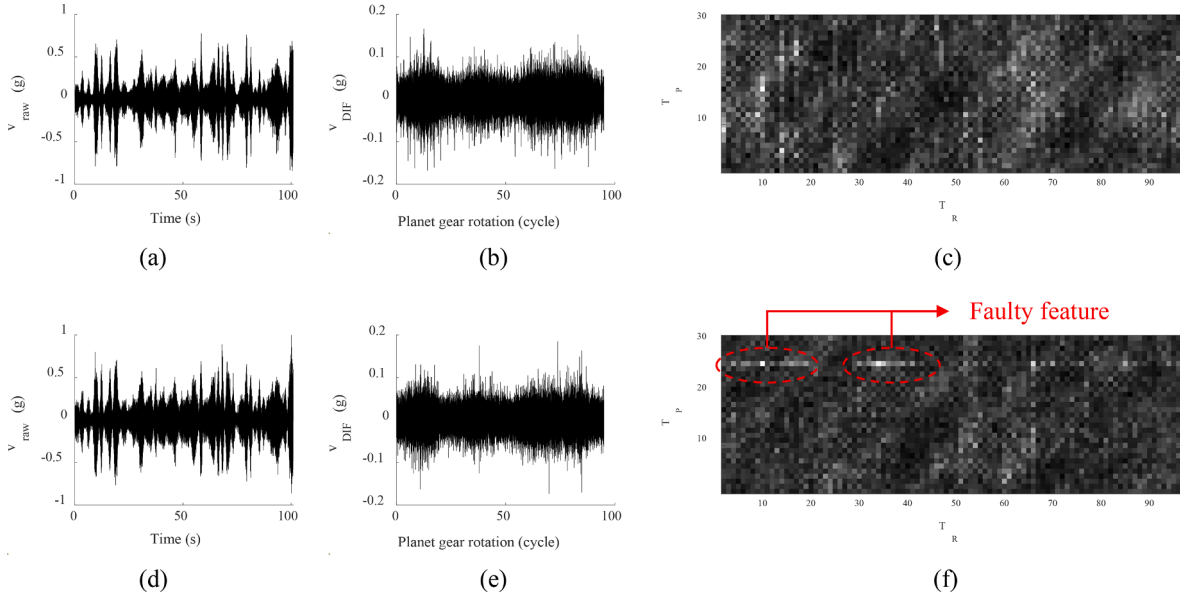 1
0.5
0
-0.5
-1
v raw (g)
0 50 100
Time (s)
(a)
0.2
0.1
0
-0.1
-0.2
v DIF (g)
0 50 100
Planet gear rotation (cycle)
(b)
30
20
10
T P
10 20 30 40 50 60 70 80 90
T R
(c)
Faulty feature
1
0.5
0
-0.5
-1
v raw (g)
0 50 100
Time (s)
(d)
0.2
0.1
0
-0.1
-0.2
v DIF (g)
0 50 100
Planet gear rotation (cycle)
(e)
30
20
10
T P
10 20 30 40 50 60 70 80 90
T R
(f)